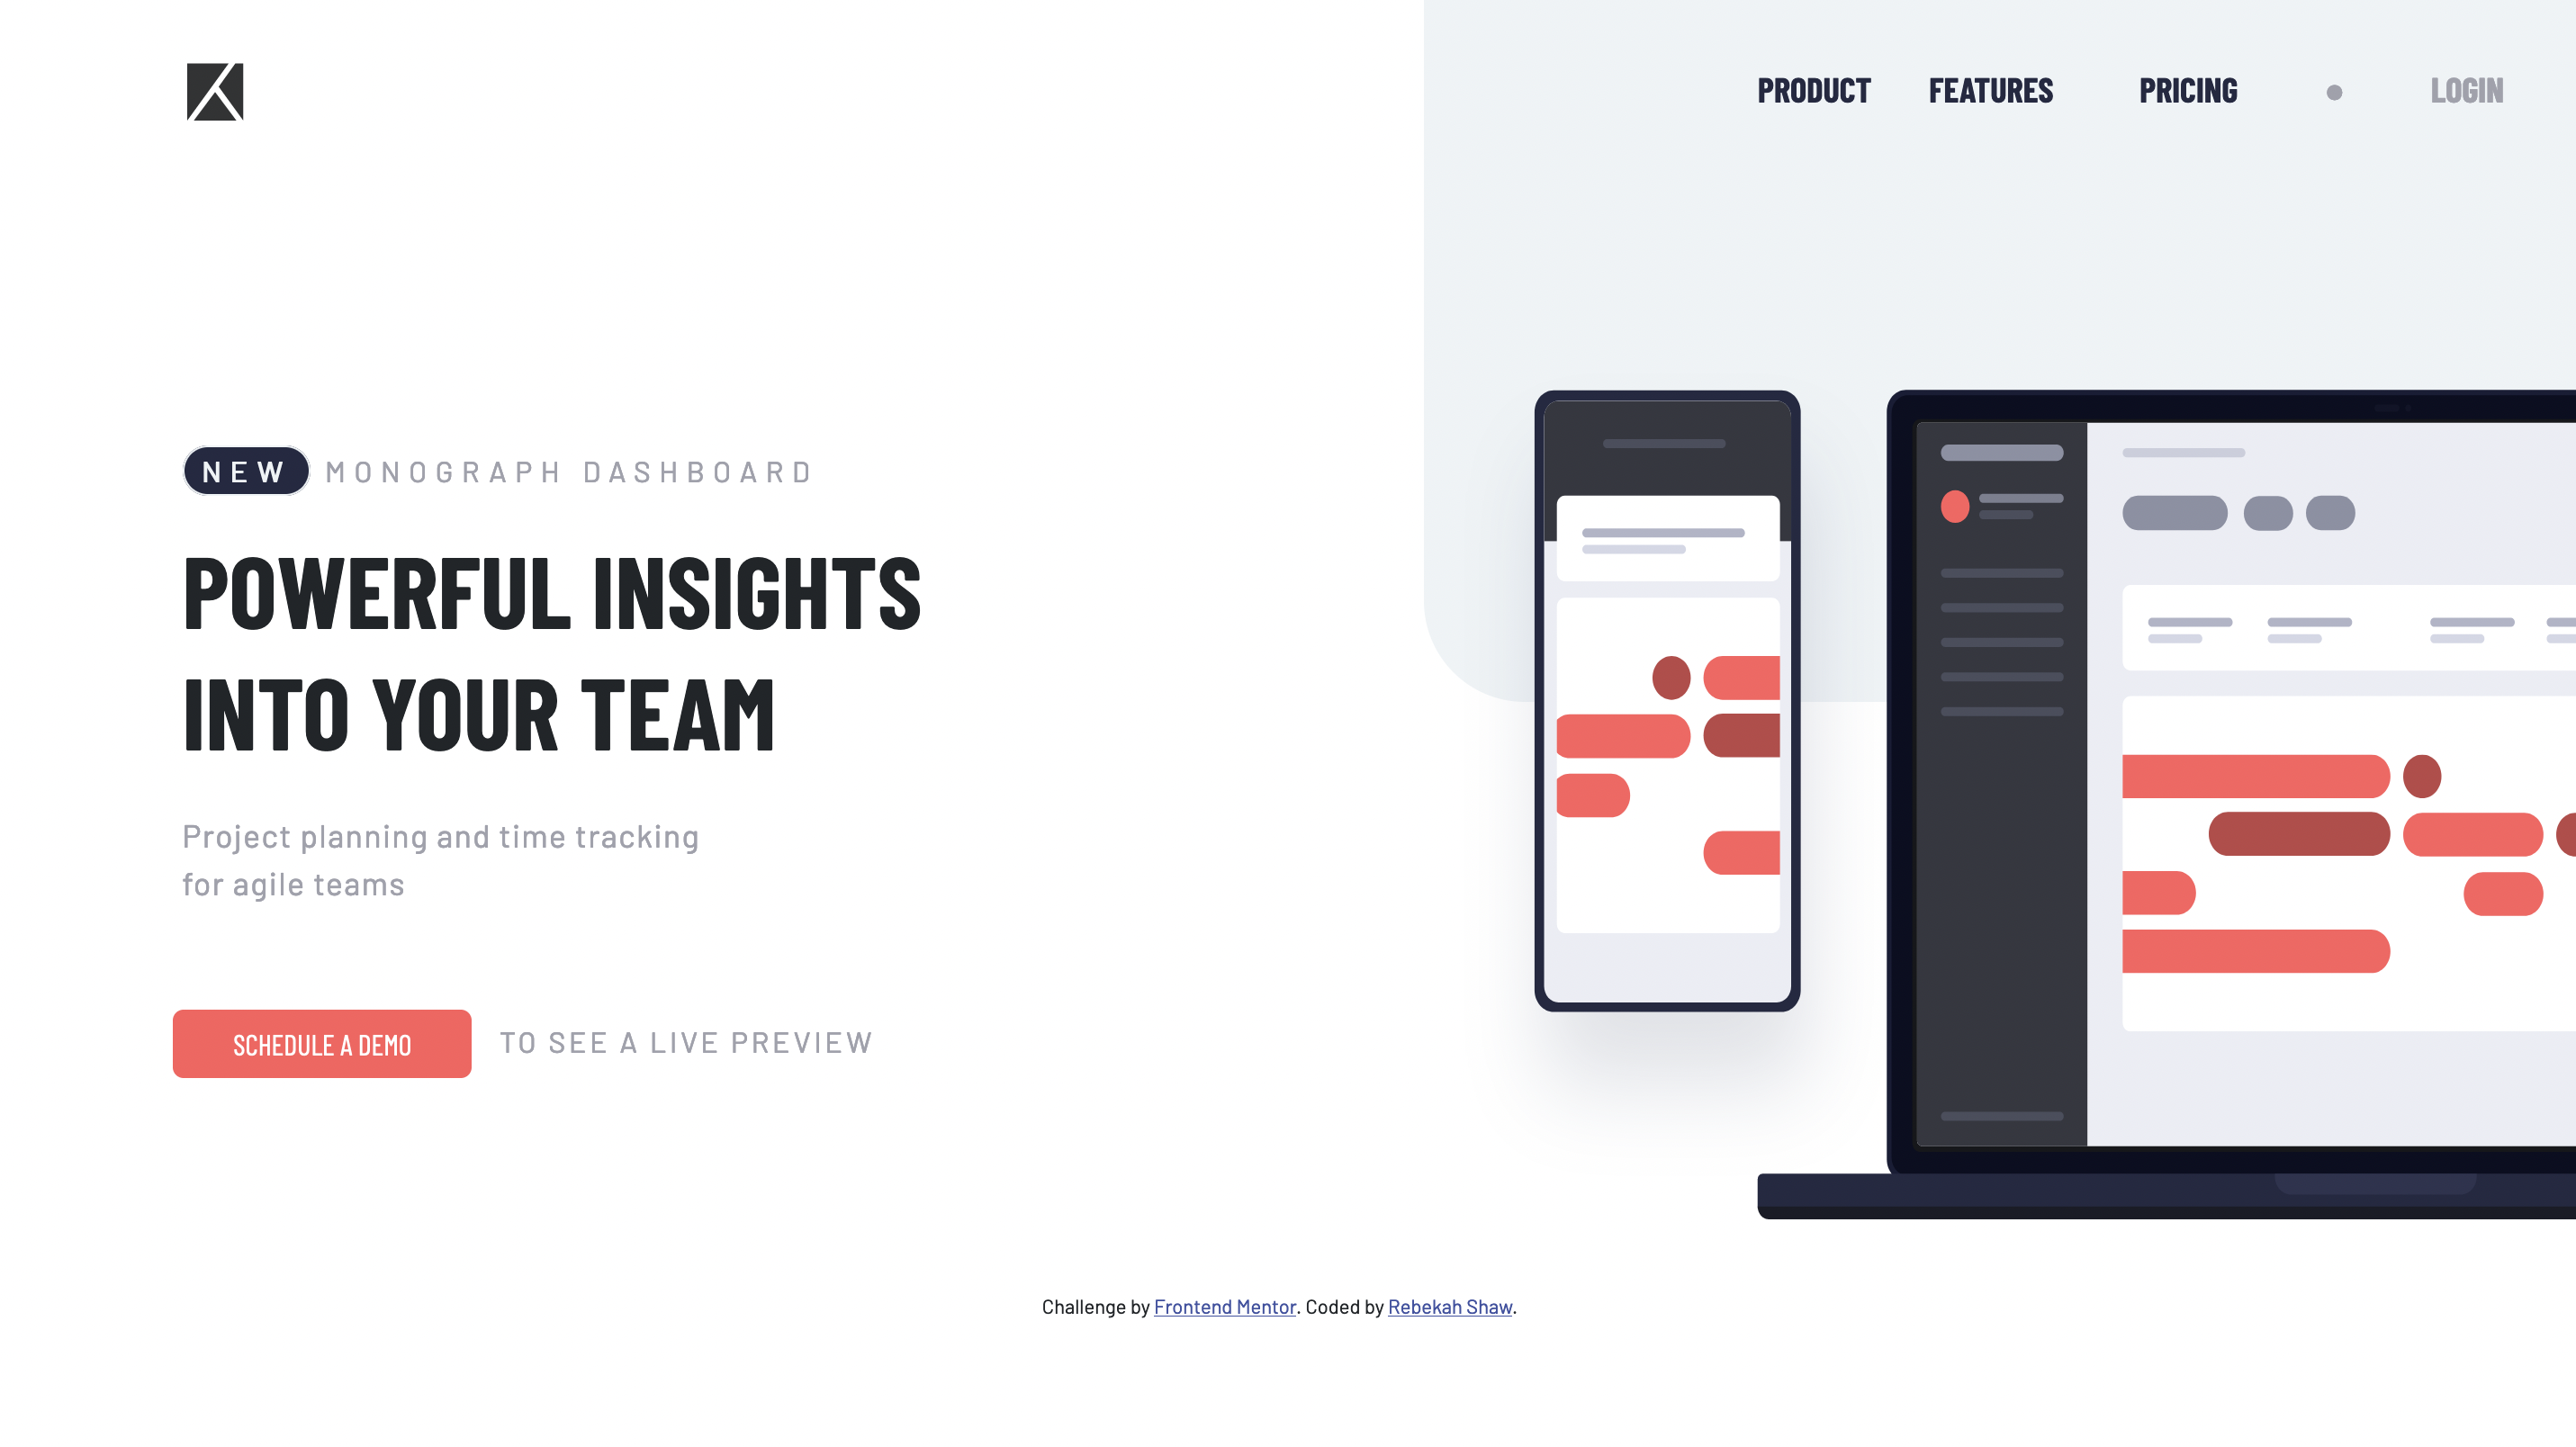 PRODUCT FEATURES PRICING LOGIN
NEW MONOGRAPH DASHBOARD
POWERFUL INSIGHTS
INTO YOUR TEAM
Project planning and time tracking
for agile teams
SCHEDULE A DEMO TO SEE A LIVE PREVIEW
Challenge by Frontend Mentor. Coded by Rebekah Shaw.